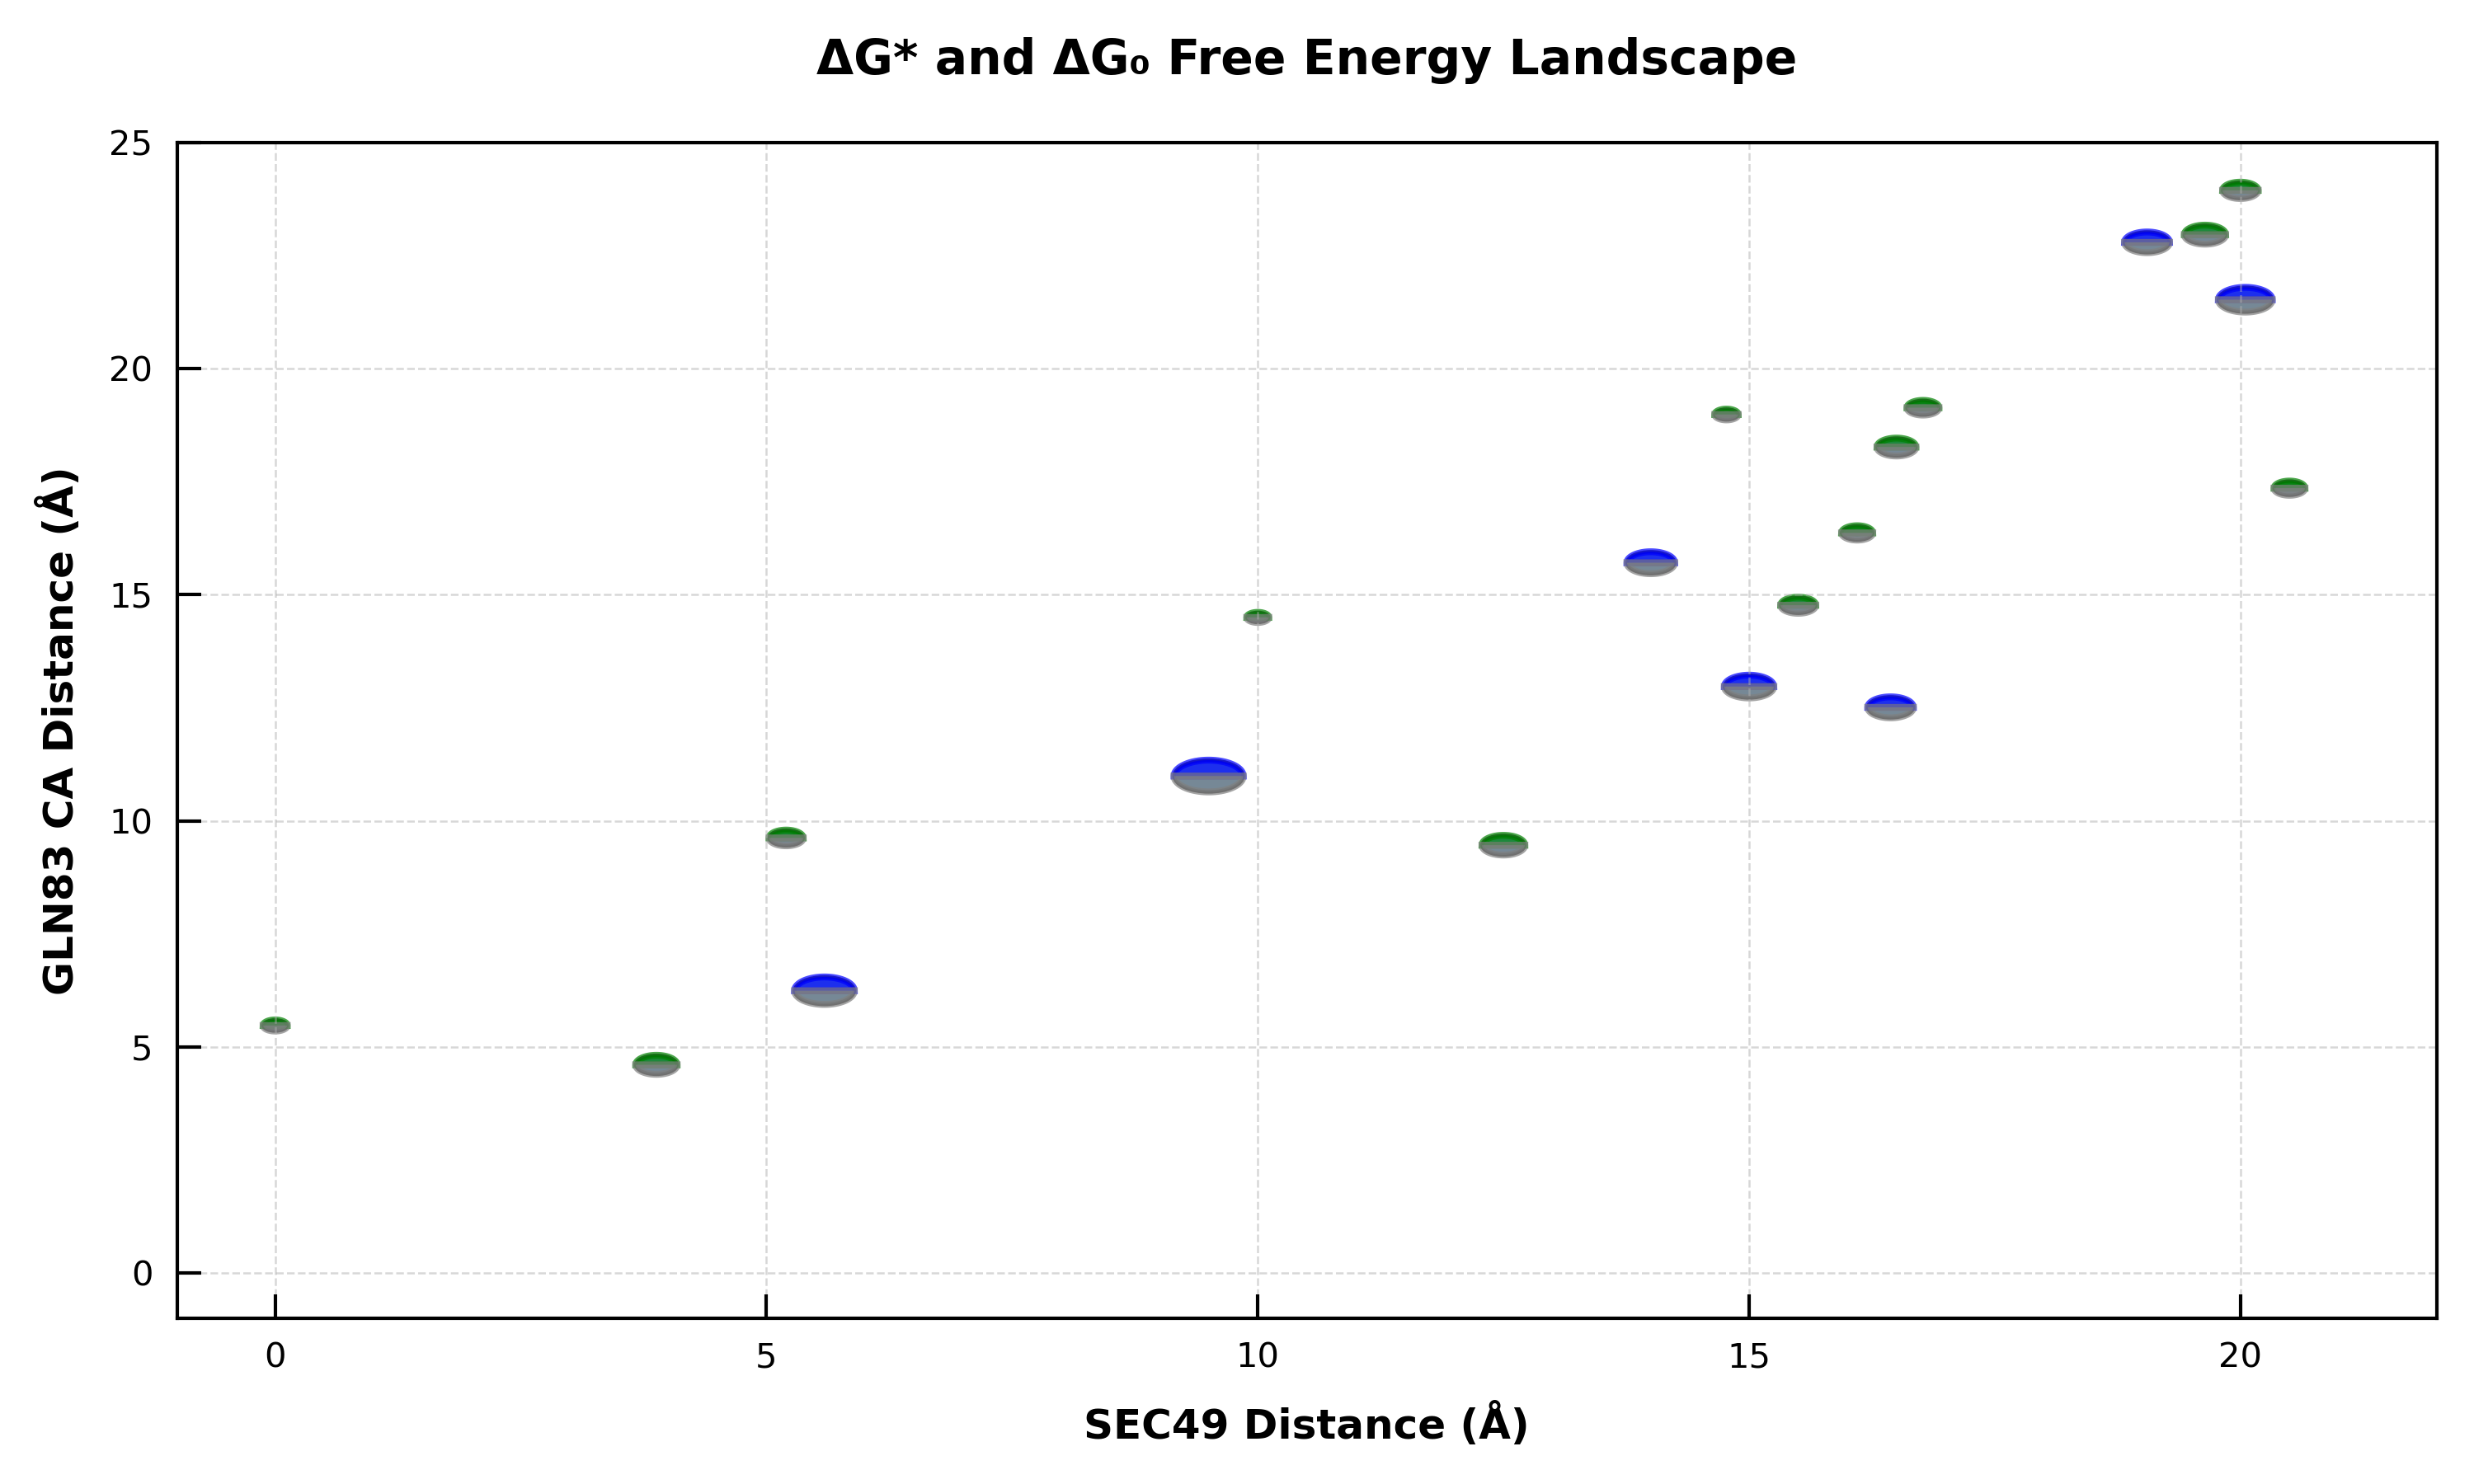 ΔG* and ΔG₀ Free Energy Landscape
25
20
15
10
5
0
GLN83 CA Distance (Å)
0 5 10 15 20
SEC49 Distance (Å)